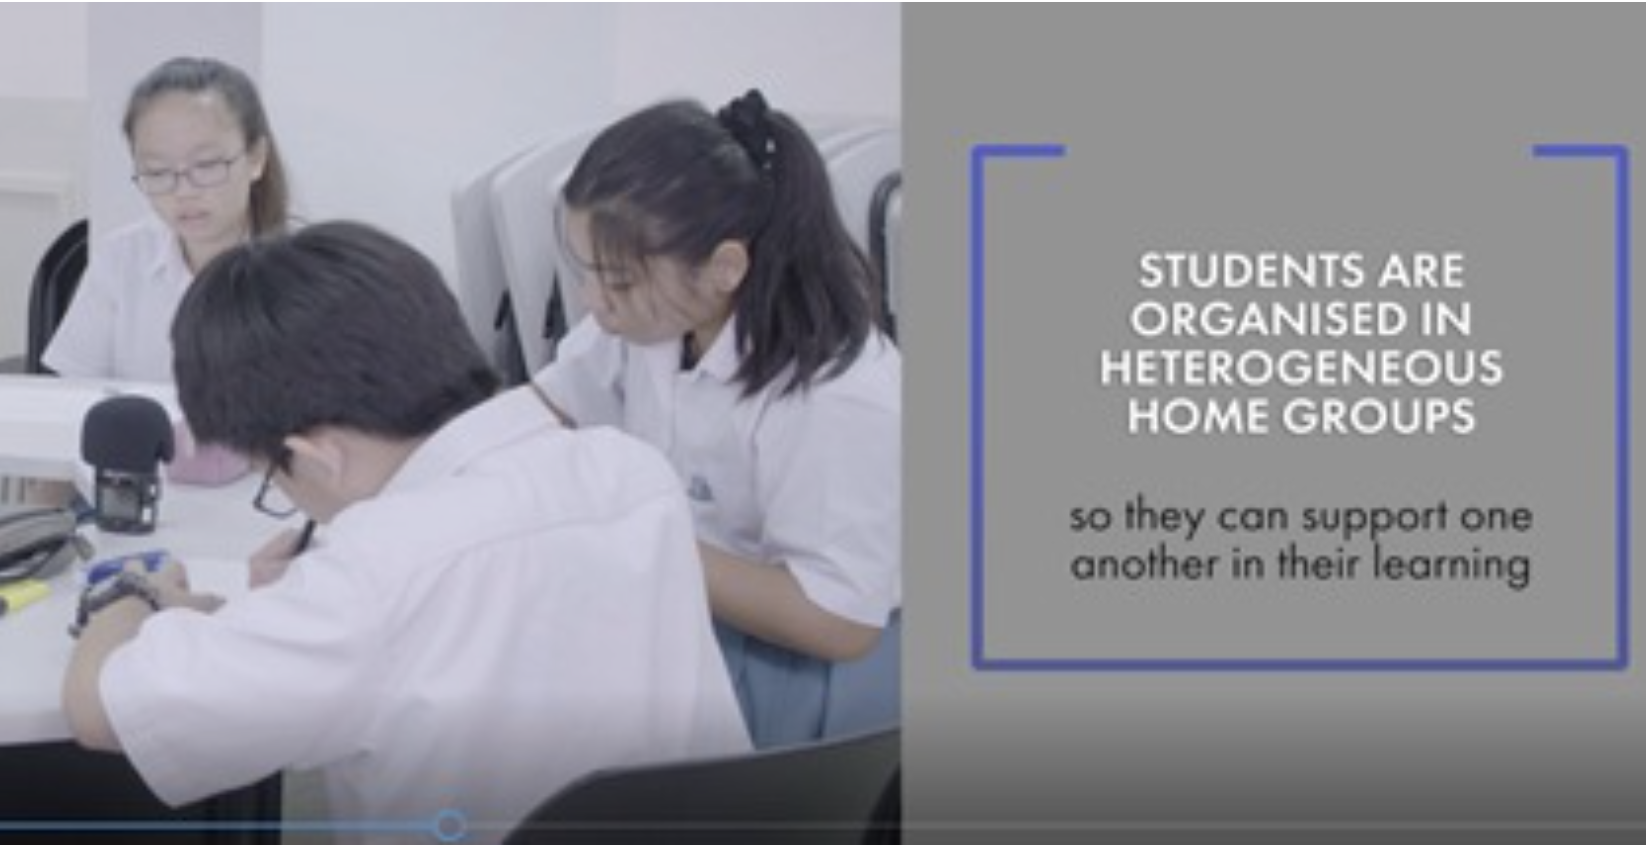 STUDENTS ARE
ORGANISED IN
HETEROGENEOUS
HOME GROUPS
so they can support one
another in their learning